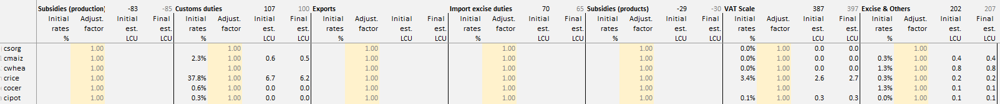 Subsidies (production) -83 -85 Customs duties 107 100 Exports Import excise duties 70 65 Subsidies (products) -29 -30 VAT Scale 387 397 Excise & Others 202 207
Initial Adjust. Initial Final Initial Adjust. Initial Final Initial Adjust. Initial Final Initial Adjust. Initial Final Initial Adjust. Initial Final Initial Adjust. Initial Final Initial Adjust. Initial Final
rates factor est. est. rates factor est. est. rates factor est. est. rates factor est. est. rates factor est. est. rates factor est. est. rates factor est. est.
% LCU LCU % LCU LCU % LCU LCU % LCU LCU % LCU LCU % LCU LCU % LCU LCU
csorg 1.00 1.00 1.00 1.00 1.00 0.0% 1.00 0.0 0.0 1.00
cmaiz 1.00 2.3% 1.00 0.6 0.5 1.00 1.00 1.00 0.0% 1.00 0.0 0.0 0.3% 1.00 0.4 0.4
cwhea 1.00 1.00 1.00 1.00 1.00 0.0% 1.00 0.0 0.0 1.3% 1.00 0.8 0.8
crice 1.00 37.8% 1.00 6.7 6.2 1.00 1.00 1.00 3.4% 1.00 2.6 2.7 0.3% 1.00 0.2 0.2
cocer 1.00 0.6% 1.00 0.0 0.0 1.00 1.00 1.00 1.00 1.3% 1.00 0.1 0.1
cipot 1.00 0.3% 1.00 0.0 0.0 1.00 1.00 1.00 0.1% 1.00 0.3 0.3 0.0% 1.00 0.1 0.1